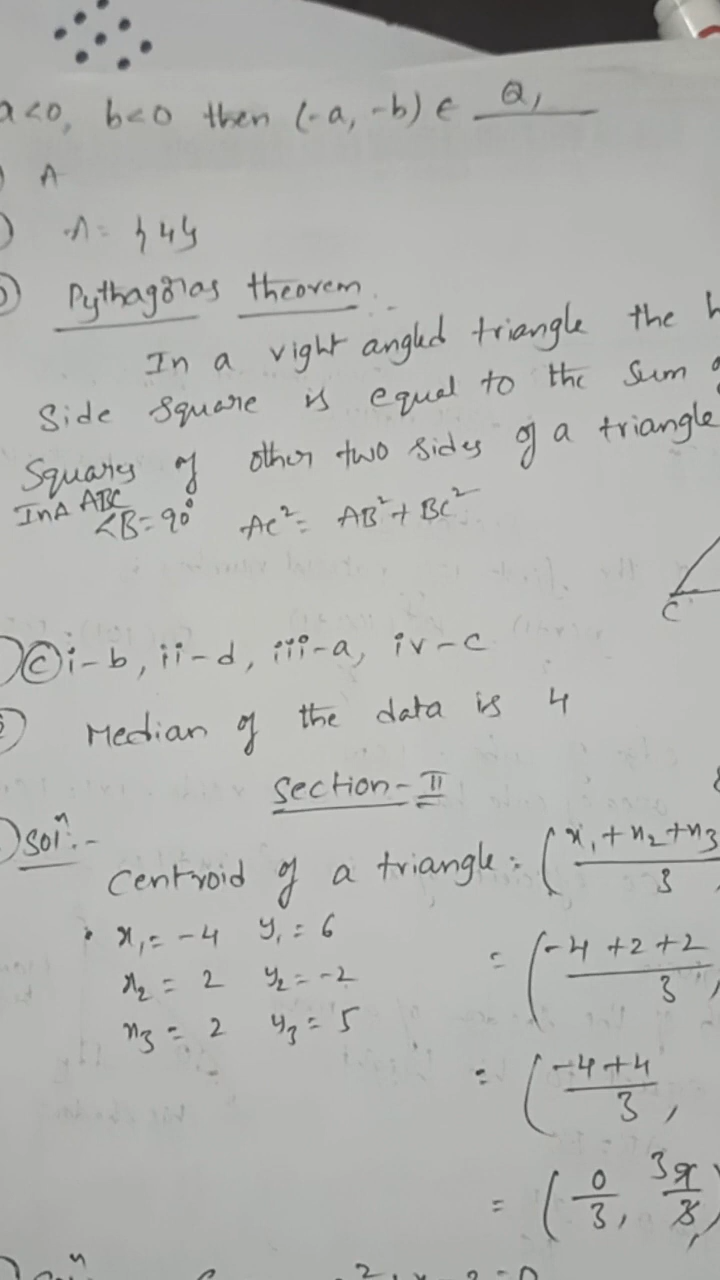 a<0, b<0 then (-a, -b) ∈ Q₁
A
A = {4}
Pythagoras theorem
In a right angled triangle the h
Side Square is equal to the Sum o
Squares of other two sides of a triangle
In Δ ABC
∠B = 90° AC² = AB² + BC²
C
ⓒ i-b, ii-d, iii-a, iv-c
Median of the data is 4
Section-II
Solⁿ:-
Centroid of a triangle = (x₁+x₂+x₃/3,
x₁ = -4 y₁ = 6 = (-4+2+2/3,
x₂ = 2 y₂ = -2
x₃ = 2 y₃ = 5
= (-4+4/3,
= (0/3,